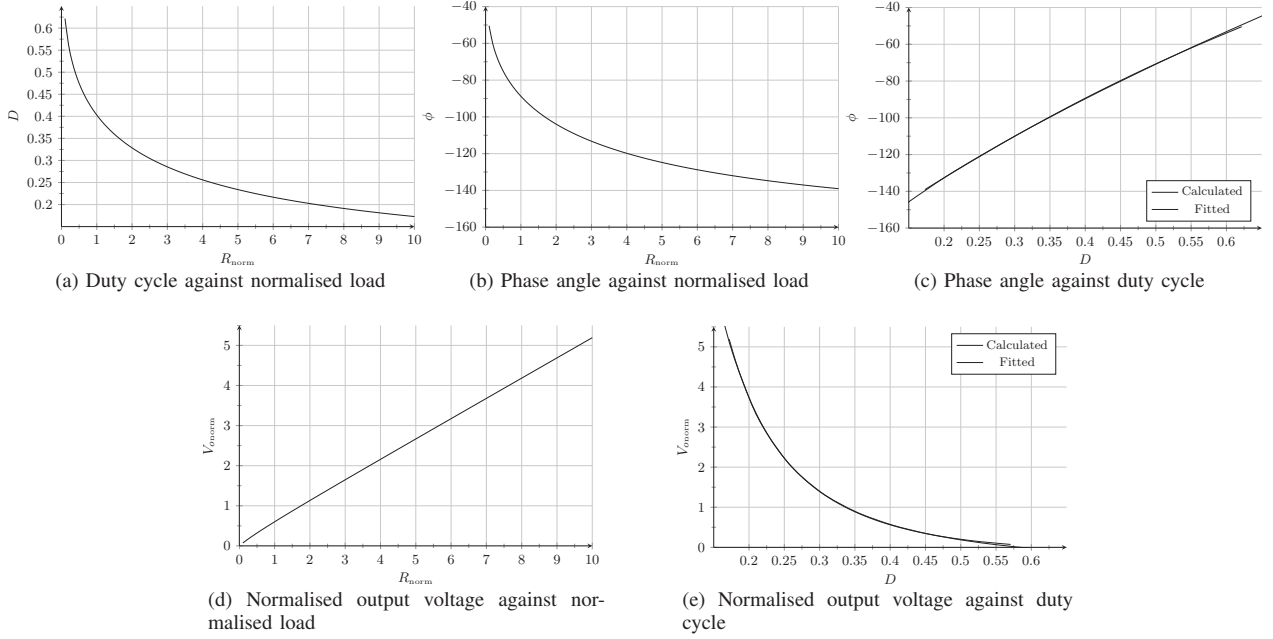 0.6
0.55
0.5
0.45
0.4
0.35
0.3
0.25
0.2
D
0 1 2 3 4 5 6 7 8 9 10
R_norm
(a) Duty cycle against normalised load
−40
−60
−80
−100
−120
−140
−160
ϕ
0 1 2 3 4 5 6 7 8 9 10
R_norm
(b) Phase angle against normalised load
−40
−60
−80
−100
−120
−140
−160
ϕ
Calculated
Fitted
0.2 0.25 0.3 0.35 0.4 0.45 0.5 0.55 0.6
D
(c) Phase angle against duty cycle
5
4
3
2
1
0
V_onorm
0 1 2 3 4 5 6 7 8 9 10
R_norm
(d) Normalised output voltage against nor-
malised load
5
4
3
2
1
0
V_onorm
Calculated
Fitted
0.2 0.25 0.3 0.35 0.4 0.45 0.5 0.55 0.6
D
(e) Normalised output voltage against duty
cycle